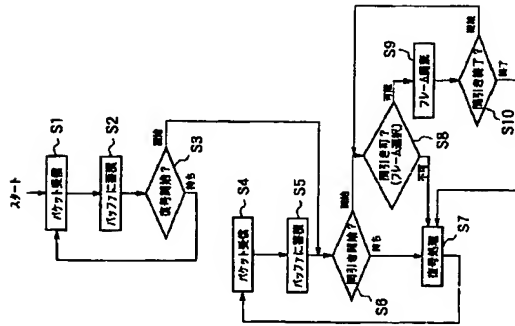 スタート
パケット受信
S1
バッファに蓄積
S2
復号開始?
S3
待ち
開始
パケット受信
S4
バッファに蓄積
S5
間引き開始?
S6
開始
待ち
復号処理
S7
間引き可?
(フレーム選択)
S8
可能
不可
フレーム間引き
S9
間引き終了?
S10
継続
終了